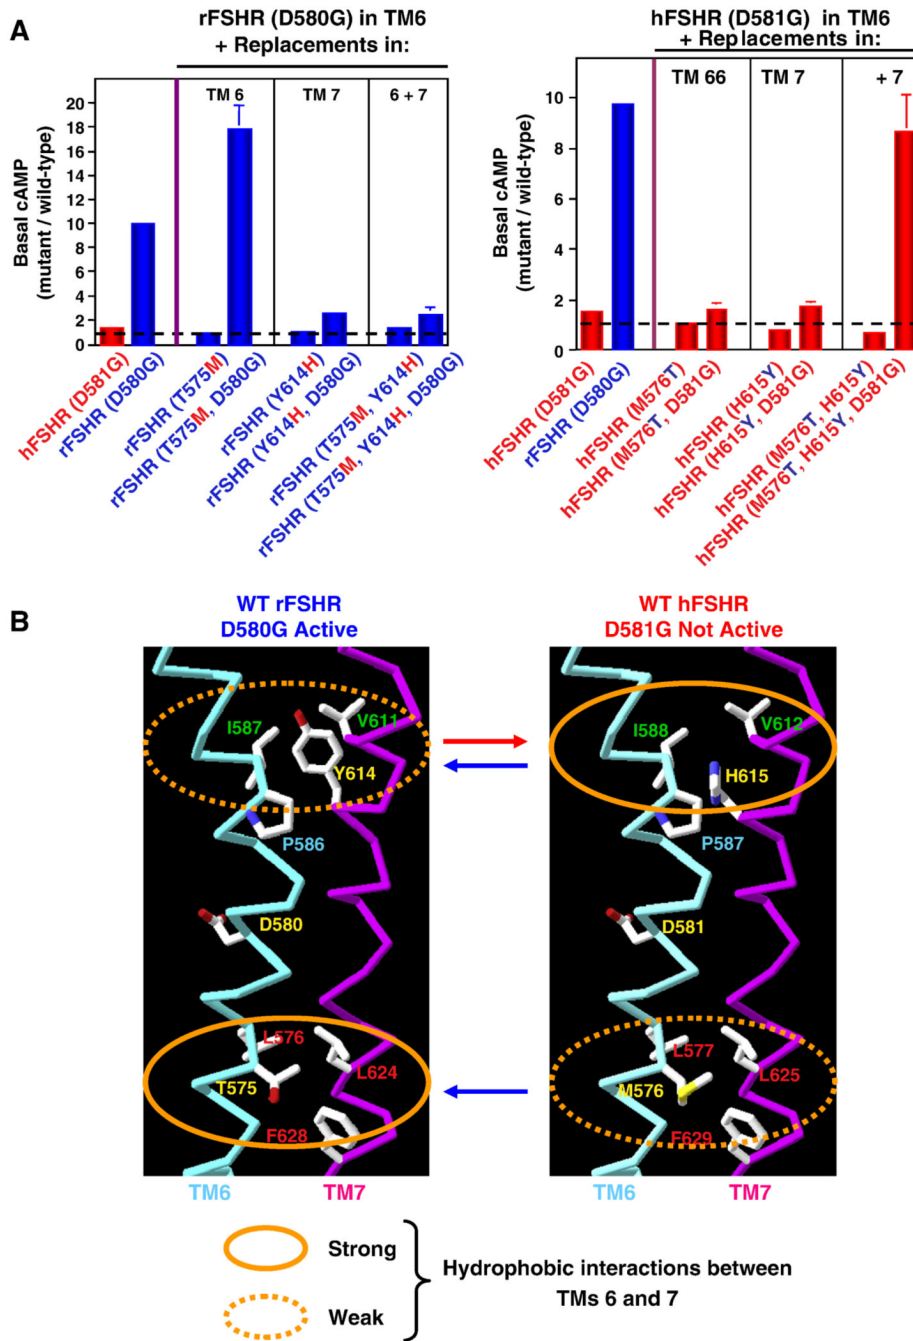 A
rFSHR (D580G) in TM6
+ Replacements in:
Basal cAMP
(mutant / wild-type)
20
18
16
14
12
10
8
6
4
2
0
TM 6
TM 7
6 + 7
hFSHR (D581G)
rFSHR (D580G)
rFSHR (T575M)
rFSHR (T575M, D580G)
rFSHR (Y614H)
rFSHR (Y614H, D580G)
rFSHR (T575M, Y614H)
rFSHR (T575M, Y614H, D580G)
hFSHR (D581G) in TM6
+ Replacements in:
Basal cAMP
(mutant / wild-type)
10
8
6
4
2
0
TM 66
TM 7
+ 7
hFSHR (D581G)
rFSHR (D580G)
hFSHR (M576T)
hFSHR (M576T, D581G)
hFSHR (H615Y)
hFSHR (H615Y, D581G)
hFSHR (M576T, H615Y)
hFSHR (M576T, H615Y, D581G)
B
WT rFSHR
D580G Active
I587
V611
Y614
P586
D580
L576
T575
L624
F628
TM6
TM7
WT hFSHR
D581G Not Active
I588
V612
H615
P587
D581
L577
M576
L625
F629
TM6
TM7
Strong
Weak
Hydrophobic interactions between
TMs 6 and 7